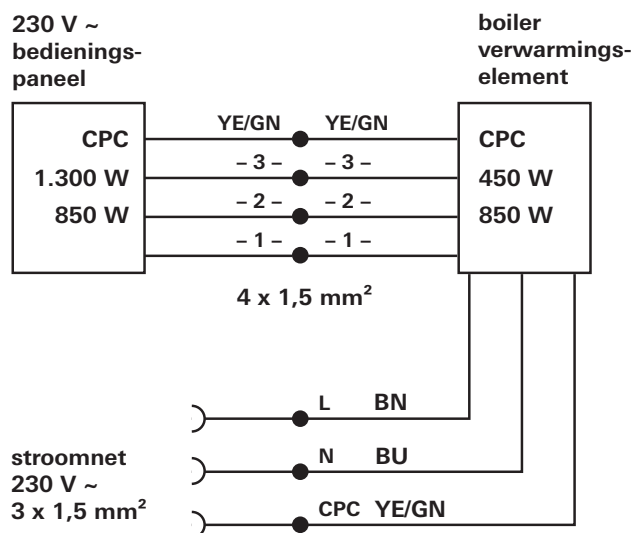 230 V ~
bedienings-
paneel
boiler
verwarmings-
element
CPC YE/GN YE/GN CPC
1.300 W – 3 – – 3 – 450 W
850 W – 2 – – 2 – 850 W
– 1 – – 1 –
4 x 1,5 mm²
L BN
N BU
CPC YE/GN
stroomnet
230 V ~
3 x 1,5 mm²